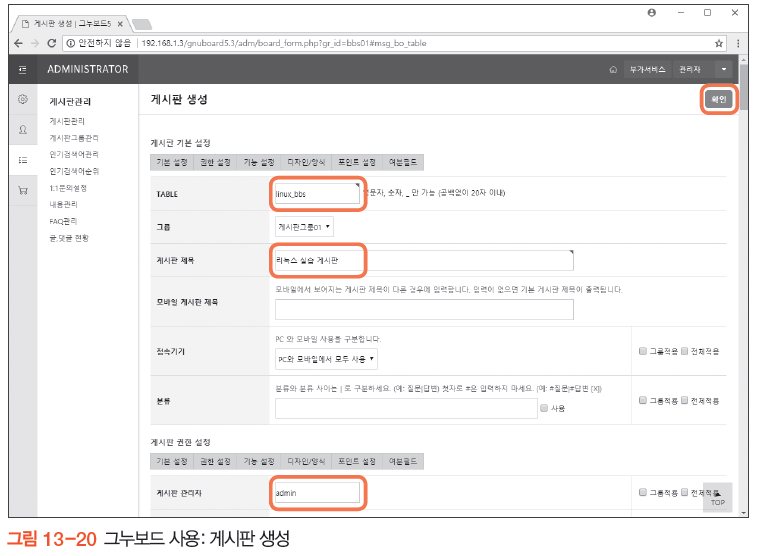 게시판 생성 | 그누보드5
안전하지 않음 | 192.168.1.3/gnuboard5.3/adm/board_form.php?gr_id=bbs01#msg_bo_table
ADMINISTRATOR
부가서비스 관리자
게시판관리
게시판관리
게시판그룹관리
인기검색어관리
인기검색어순위
1:1문의설정
내용관리
FAQ관리
글,댓글 현황
게시판 생성
확인
게시판 기본 설정
기본 설정 권한 설정 기능 설정 디자인/양식 포인트 설정 여분필드
TABLE linux_bbs 영문자, 숫자, _ 만 가능 (공백없이 20자 이내)
그룹 게시판그룹01
게시판 제목 리눅스 실습 게시판
모바일에서 보여지는 게시판 제목이 다른 경우에 입력합니다. 입력이 없으면 기본 게시판 제목이 출력됩니다.
모바일 게시판 제목
PC 와 모바일 사용을 구분합니다.
접속기기 PC와 모바일에서 모두 사용 그룹적용 전체적용
분류와 분류 사이는 | 로 구분하세요. (예: 질문|답변) 첫자로 #은 입력하지 마세요. (예: #질문|#답변 [X])
분류 사용 그룹적용 전체적용
게시판 권한 설정
기본 설정 권한 설정 기능 설정 디자인/양식 포인트 설정 여분필드
게시판 관리자 admin 그룹적용 전체적용
TOP
그림 13-20 그누보드 사용: 게시판 생성